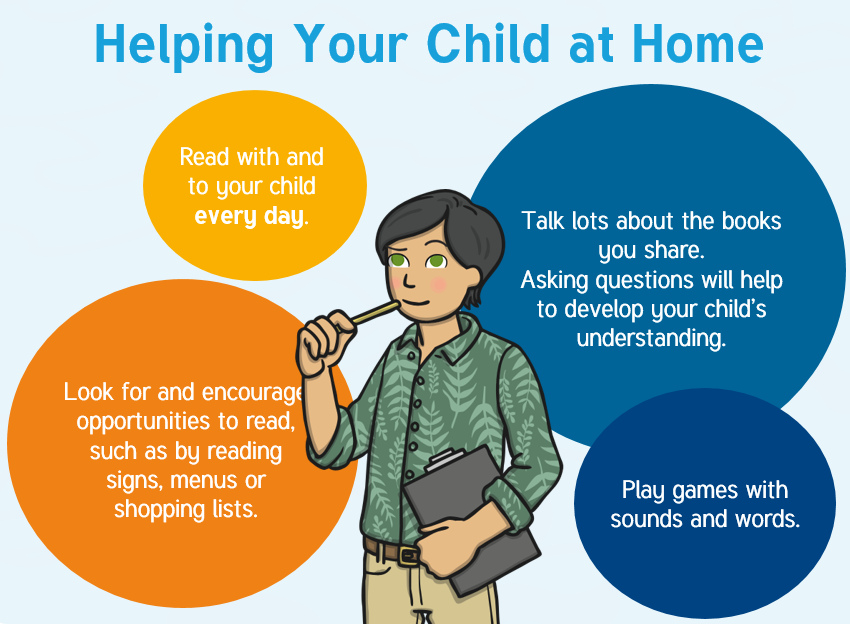 Helping Your Child at Home
Read with and
to your child
every day.
Talk lots about the books
you share.
Asking questions will help
to develop your child's
understanding.
Look for and encourage
opportunities to read,
such as by reading
signs, menus or
shopping lists.
Play games with
sounds and words.